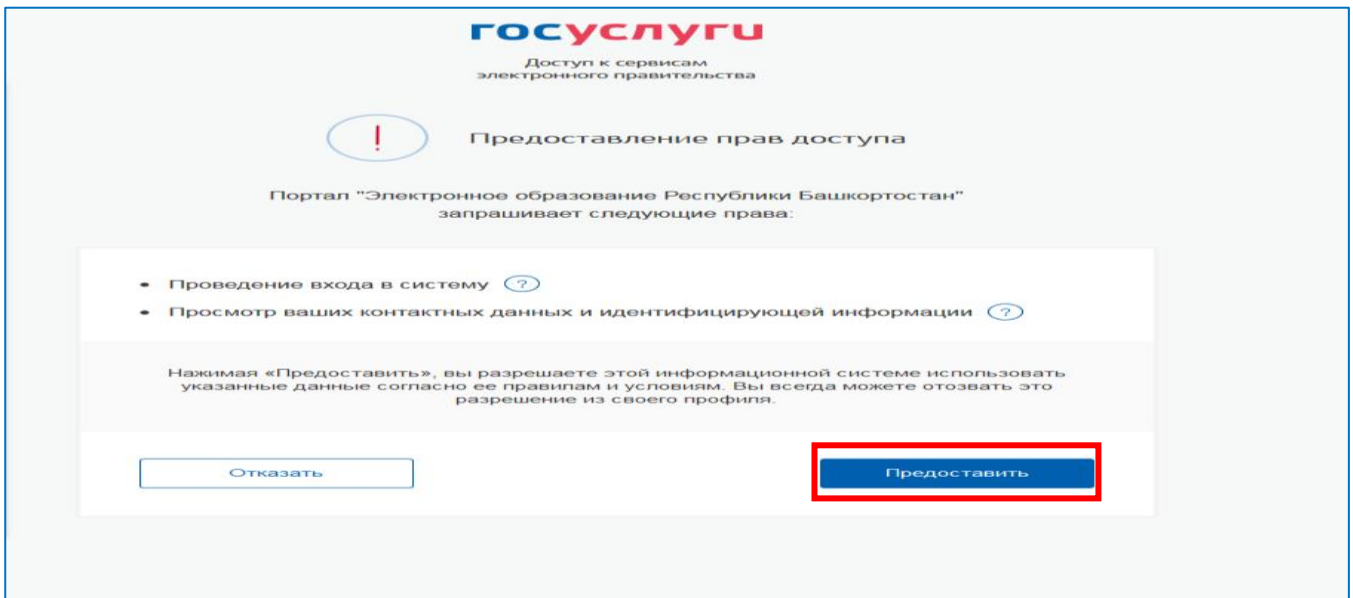 госуслуги
Доступ к сервисам
электронного правительства
!
Предоставление прав доступа
Портал "Электронное образование Республики Башкортостан"
запрашивает следующие права:
• Проведение входа в систему ?
• Просмотр ваших контактных данных и идентифицирующей информации ?
Нажимая «Предоставить», вы разрешаете этой информационной системе использовать
указанные данные согласно ее правилам и условиям. Вы всегда можете отозвать это
разрешение из своего профиля.
Отказать
Предоставить